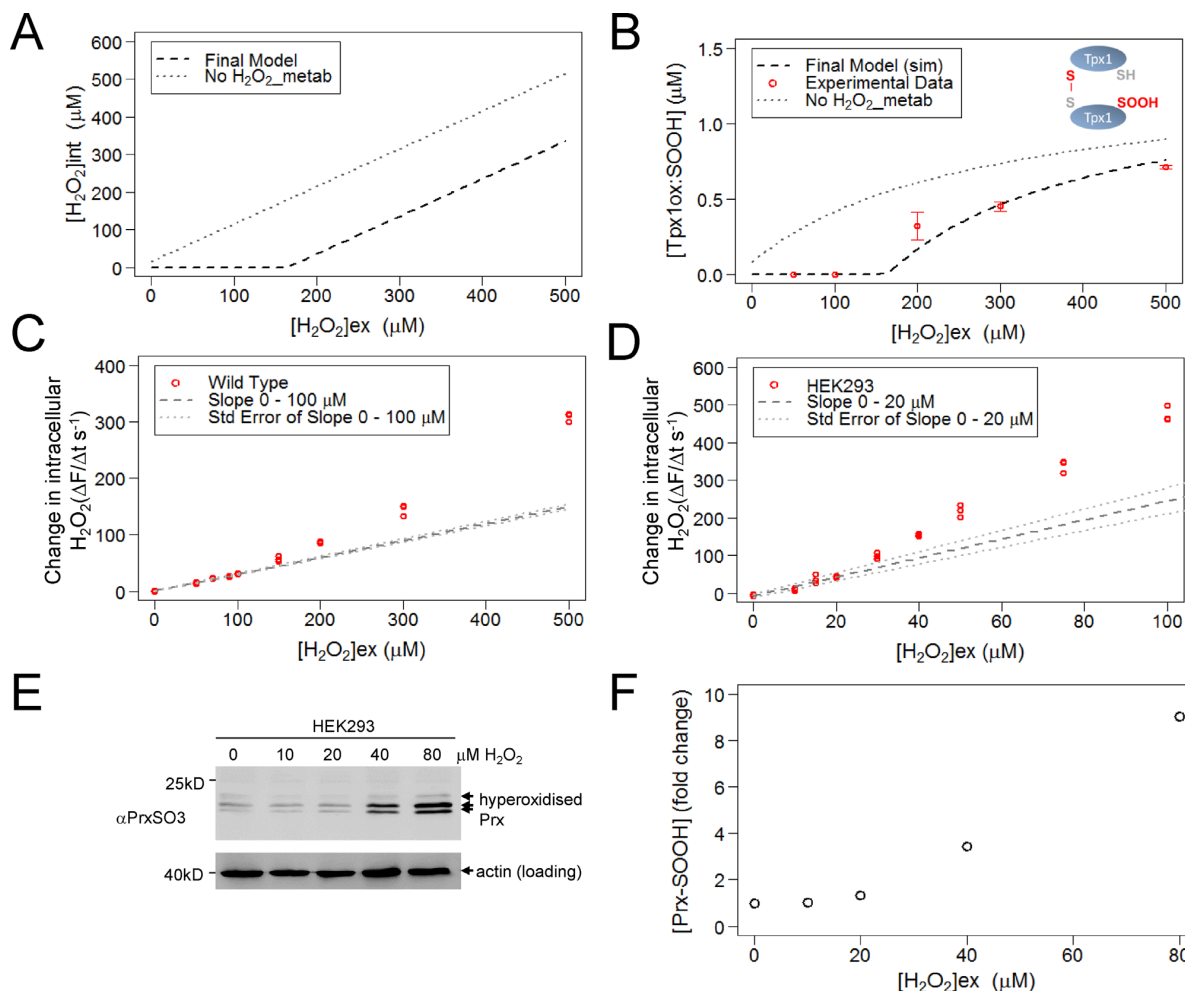 A
600
500
400
300
200
100
0
[H₂O₂]int (μM)
Final Model
No H₂O₂_metab
0 100 200 300 400 500
[H₂O₂]ex (μM)
B
1.5
1.0
0.5
0.0
[Tpx1ox:SOOH] (μM)
Final Model (sim)
Experimental Data
No H₂O₂_metab
Tpx1
S SH
S SOOH
Tpx1
0 100 200 300 400 500
[H₂O₂]ex (μM)
C
400
300
200
100
0
Change in intracellular
H₂O₂(ΔF/Δt s⁻¹)
Wild Type
Slope 0 - 100 μM
Std Error of Slope 0 - 100 μM
0 100 200 300 400 500
[H₂O₂]ex (μM)
D
600
500
400
300
200
100
0
Change in intracellular
H₂O₂(ΔF/Δt s⁻¹)
HEK293
Slope 0 - 20 μM
Std Error of Slope 0 - 20 μM
0 20 40 60 80 100
[H₂O₂]ex (μM)
E
HEK293
0 10 20 40 80 μM H₂O₂
25kD
αPrxSO3
hyperoxidised
Prx
40kD
actin (loading)
F
10
8
6
4
2
0
[Prx-SOOH] (fold change)
0 20 40 60 80
[H₂O₂]ex (μM)